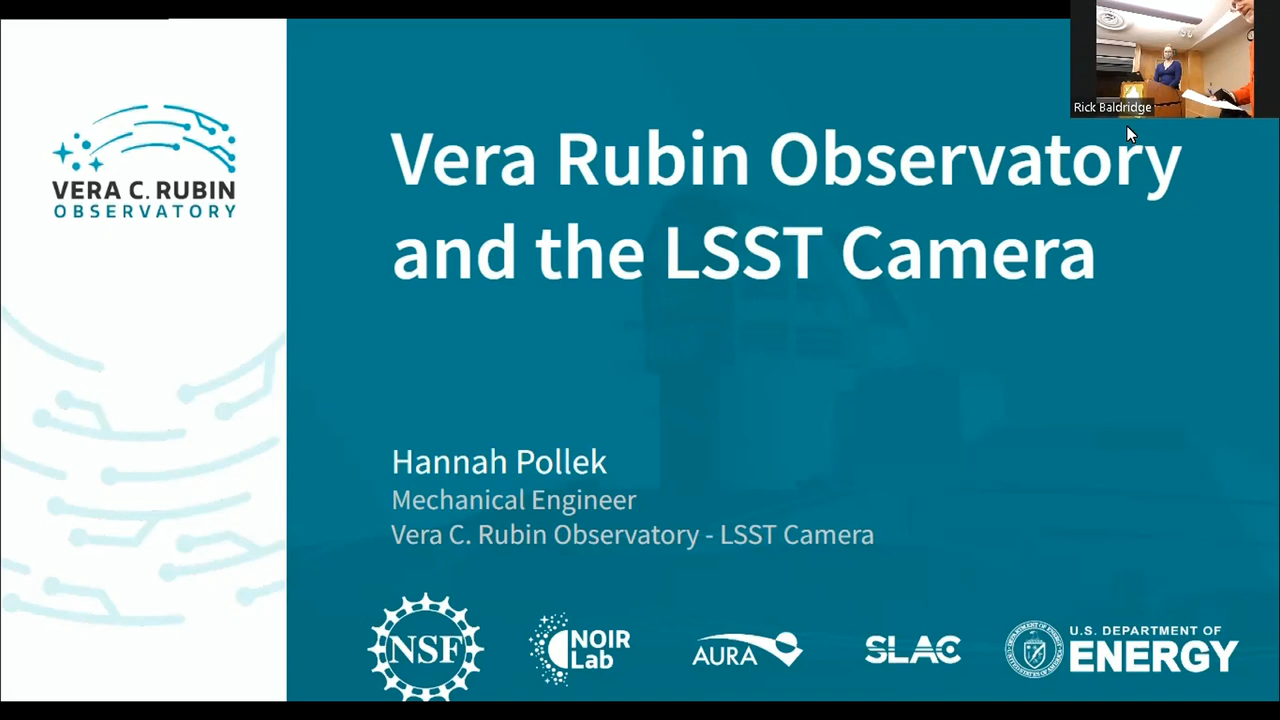 Rick Baldridge
VERA C. RUBIN
OBSERVATORY
Vera Rubin Observatory
and the LSST Camera
Hannah Pollek
Mechanical Engineer
Vera C. Rubin Observatory - LSST Camera
NSF
NOIR
Lab
AURA
SLAC
U.S. DEPARTMENT OF
ENERGY